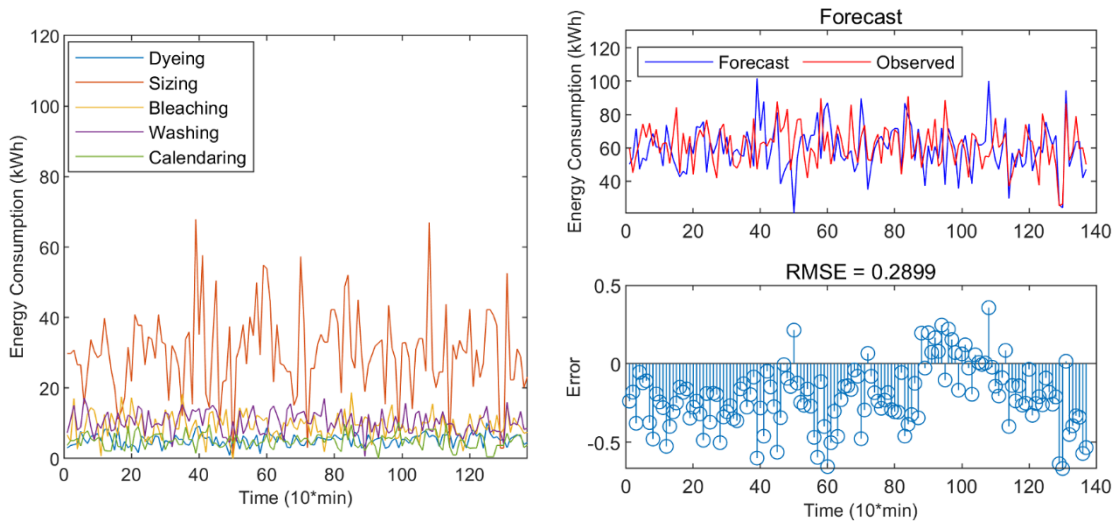 120
100
80
60
40
20
0
Energy Consumption (kWh)
Dyeing
Sizing
Bleaching
Washing
Calendaring
0 20 40 60 80 100 120
Time (10*min)
Forecast
120
100
80
60
40
Energy Consumption (kWh)
Forecast Observed
0 20 40 60 80 100 120 140
RMSE = 0.2899
0.5
0
-0.5
Error
0 20 40 60 80 100 120 140
Time (10*min)